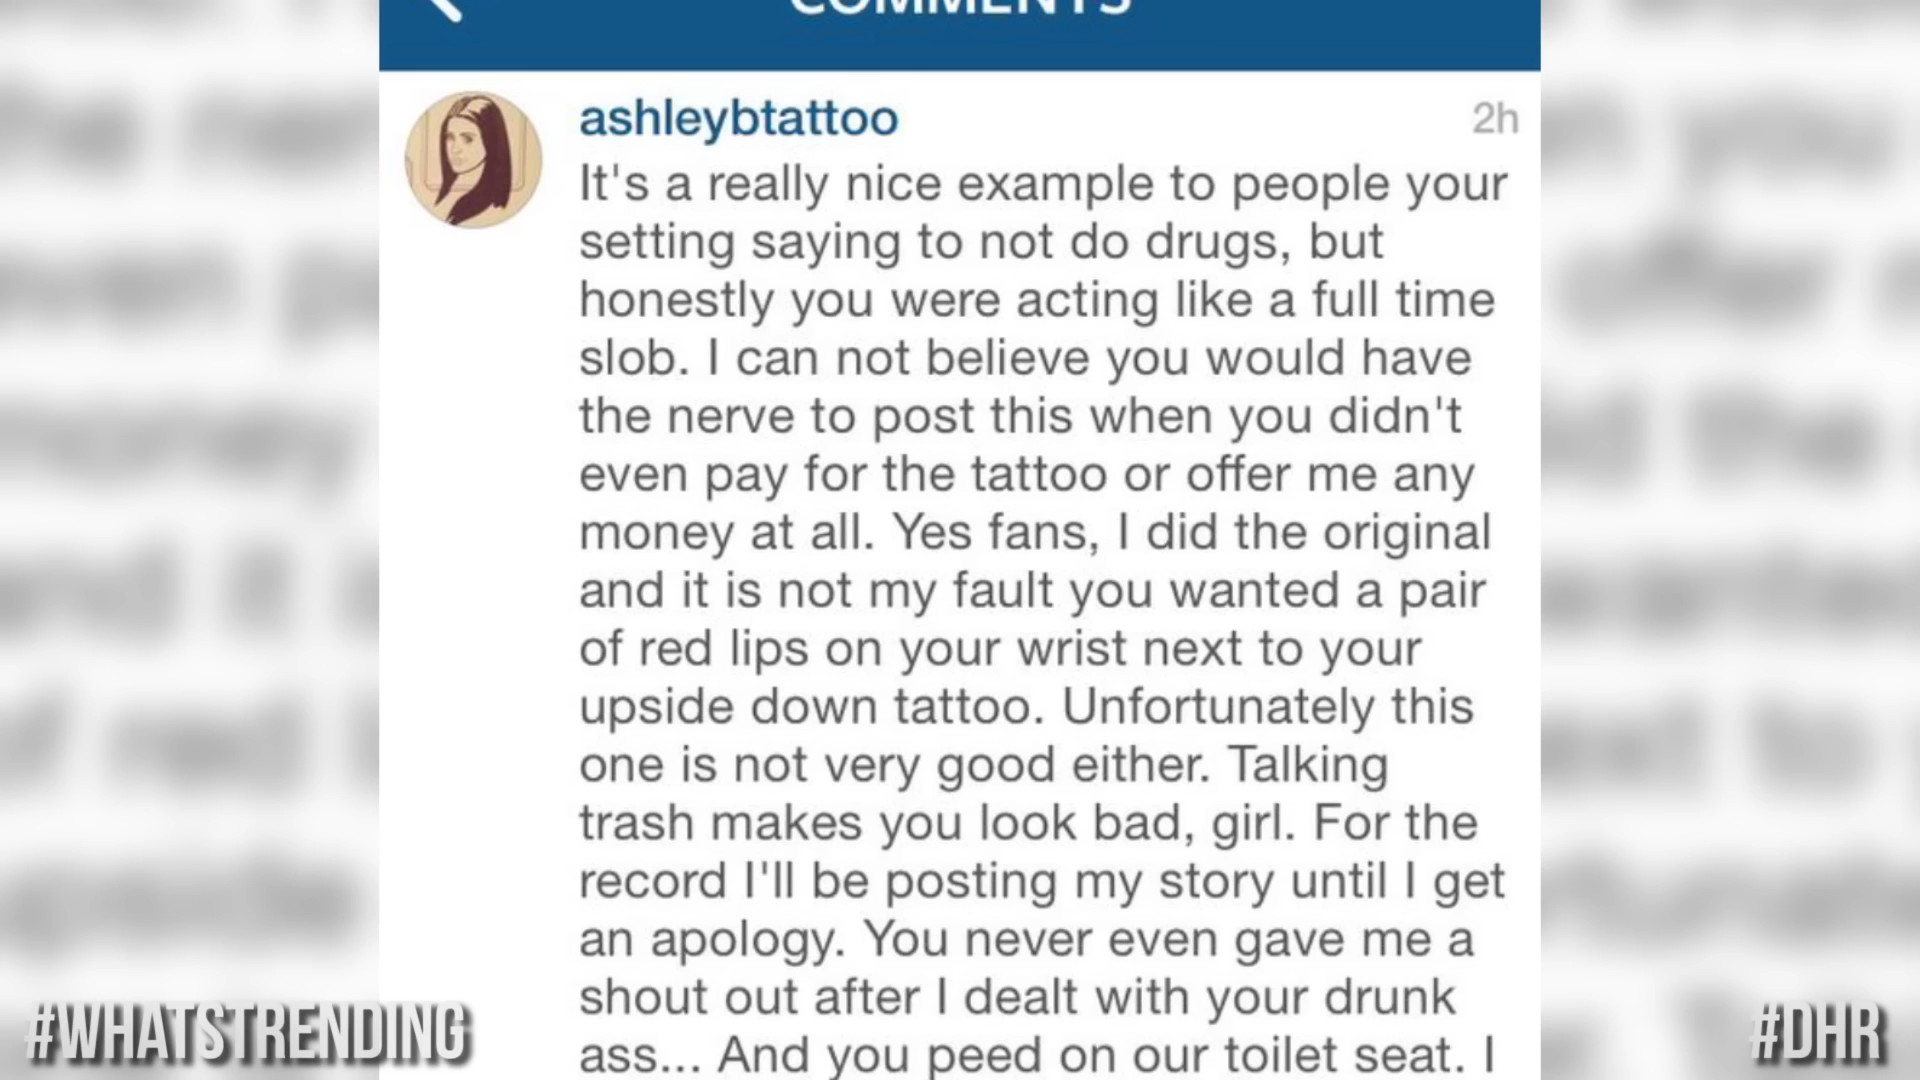 COMMENTS
ashleybtattoo
2h
It's a really nice example to people your
setting saying to not do drugs, but
honestly you were acting like a full time
slob. I can not believe you would have
the nerve to post this when you didn't
even pay for the tattoo or offer me any
money at all. Yes fans, I did the original
and it is not my fault you wanted a pair
of red lips on your wrist next to your
upside down tattoo. Unfortunately this
one is not very good either. Talking
trash makes you look bad, girl. For the
record I'll be posting my story until I get
an apology. You never even gave me a
shout out after I dealt with your drunk
ass... And you peed on our toilet seat. I
#WHATSTRENDING
#DHR